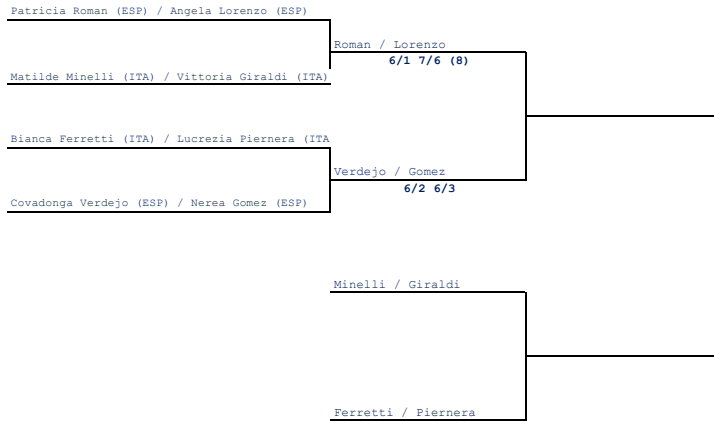 Patricia Roman (ESP) / Angela Lorenzo (ESP)
Roman / Lorenzo
6/1 7/6 (8)
Matilde Minelli (ITA) / Vittoria Giraldi (ITA)
Bianca Ferretti (ITA) / Lucrezia Piernera (ITA
Verdejo / Gomez
6/2 6/3
Covadonga Verdejo (ESP) / Nerea Gomez (ESP)
Minelli / Giraldi
Ferretti / Piernera